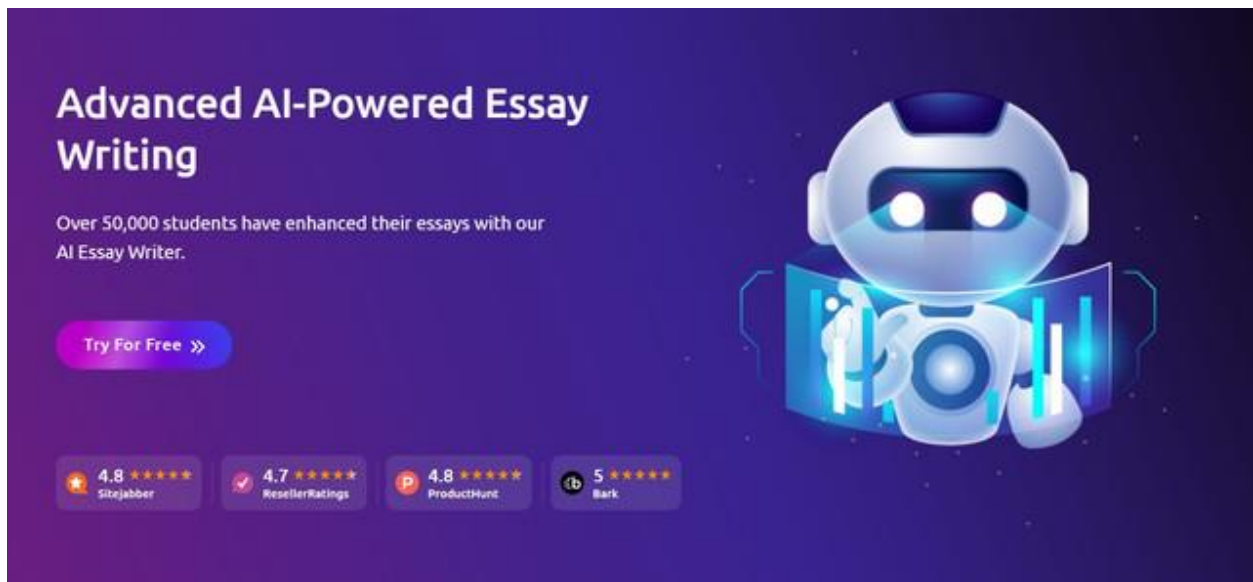 Advanced AI-Powered Essay
Writing
Over 50,000 students have enhanced their essays with our
AI Essay Writer.
Try For Free
4.8
Sitejabber
4.7
ResellerRatings
4.8
ProductHunt
5
Bark